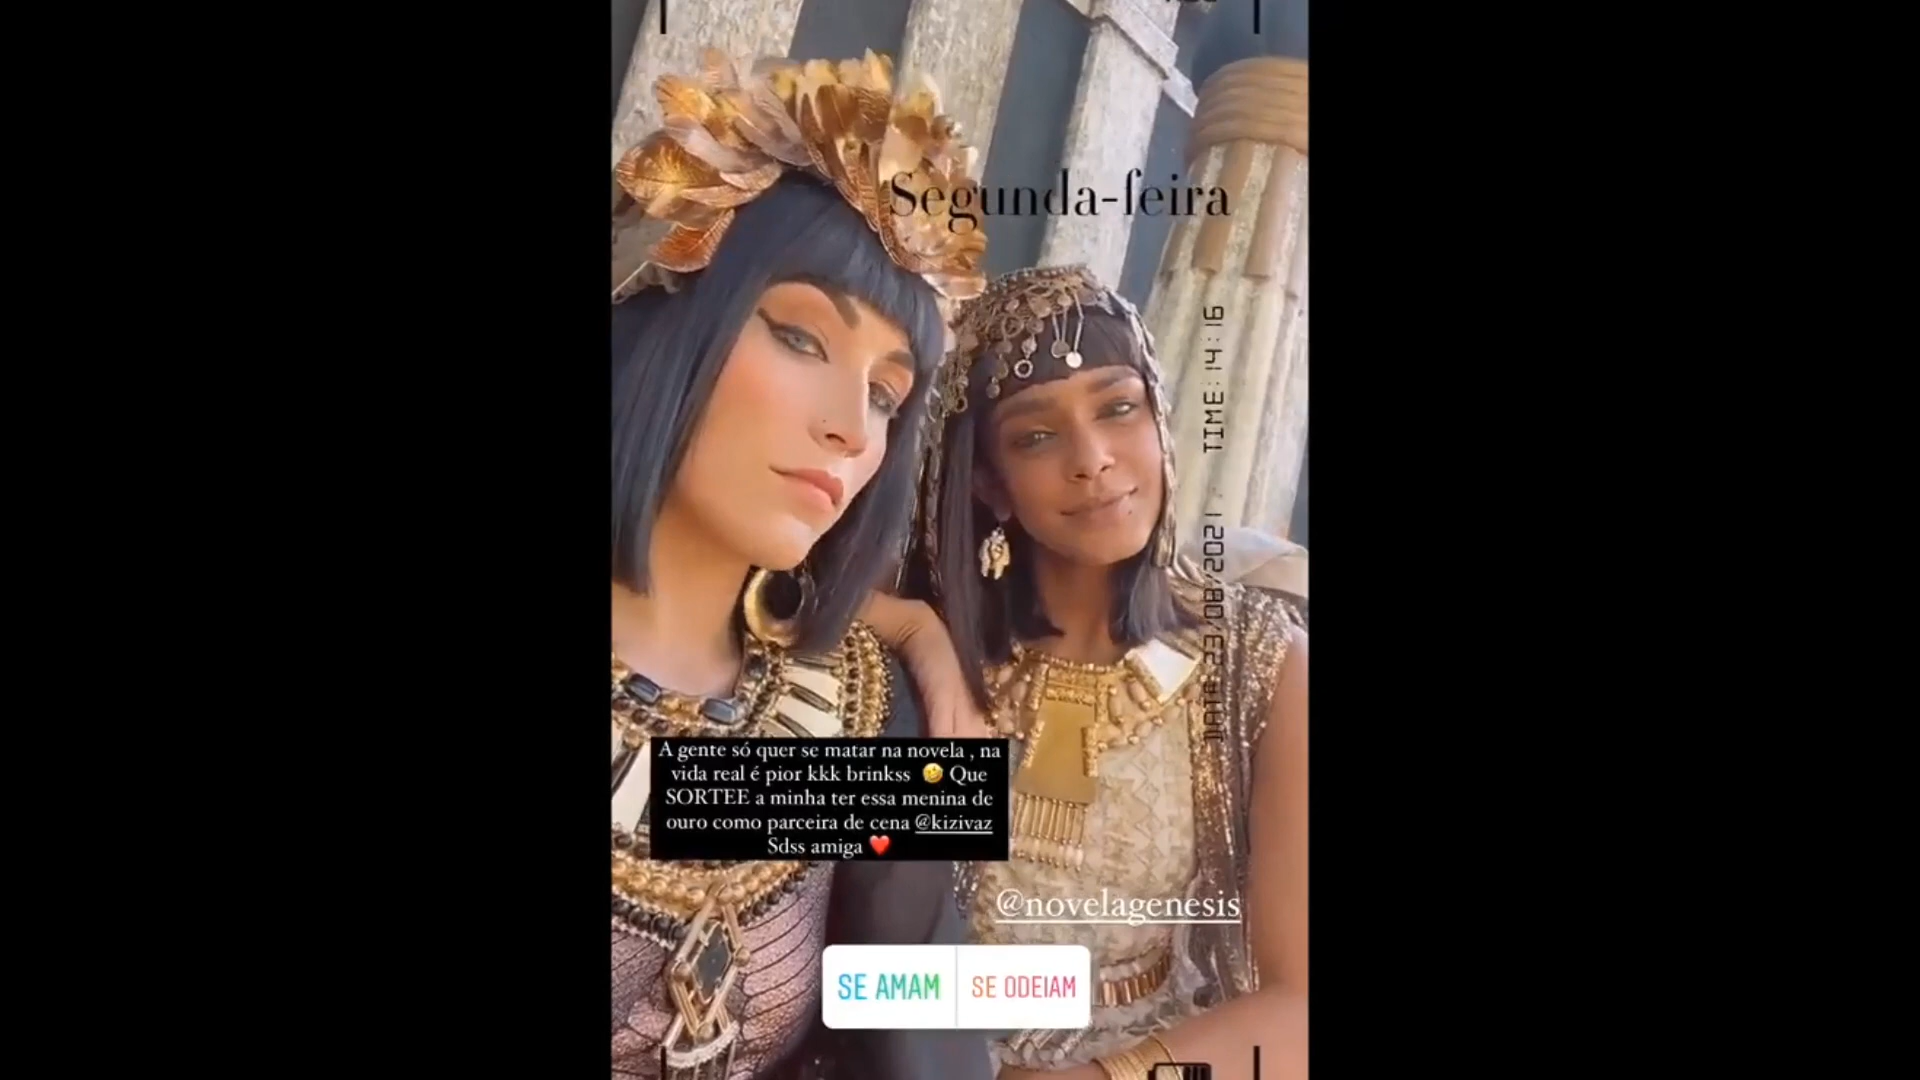 Segunda-feira
DATA:23/08/2021 TIME:14:16
A gente só quer se matar na novela , na
vida real é pior kkk brinkss 🤣 Que
SORTEE a minha ter essa menina de
ouro como parceira de cena @kizivaz
Sdss amiga ❤️
@novelagenesis
SE AMAM
SE ODEIAM